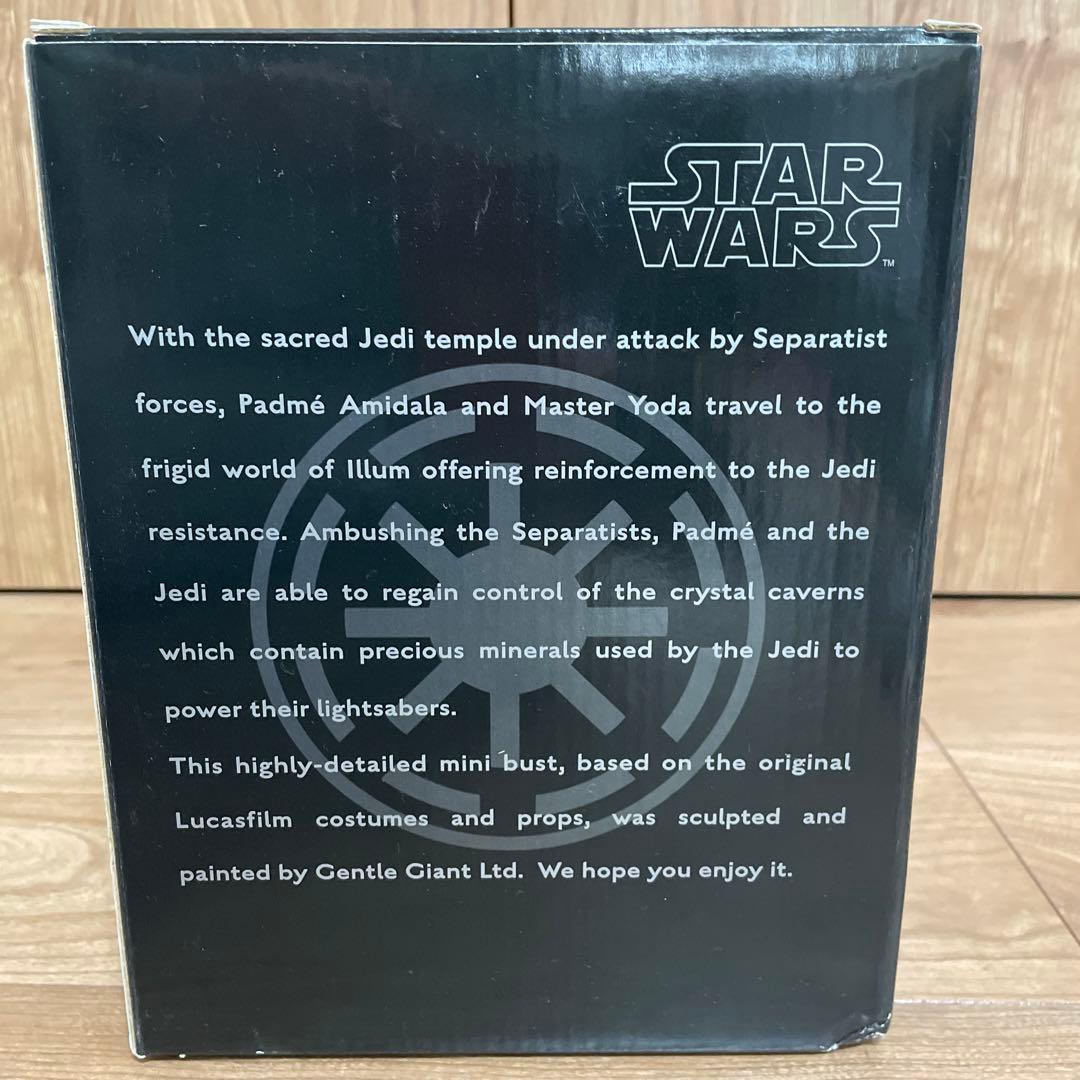 STAR
WARS™
With the sacred Jedi temple under attack by Separatist
forces, Padmé Amidala and Master Yoda travel to the
frigid world of Illum offering reinforcement to the Jedi
resistance. Ambushing the Separatists, Padmé and the
Jedi are able to regain control of the crystal caverns
which contain precious minerals used by the Jedi to
power their lightsabers.
This highly-detailed mini bust, based on the original
Lucasfilm costumes and props, was sculpted and
painted by Gentle Giant Ltd. We hope you enjoy it.